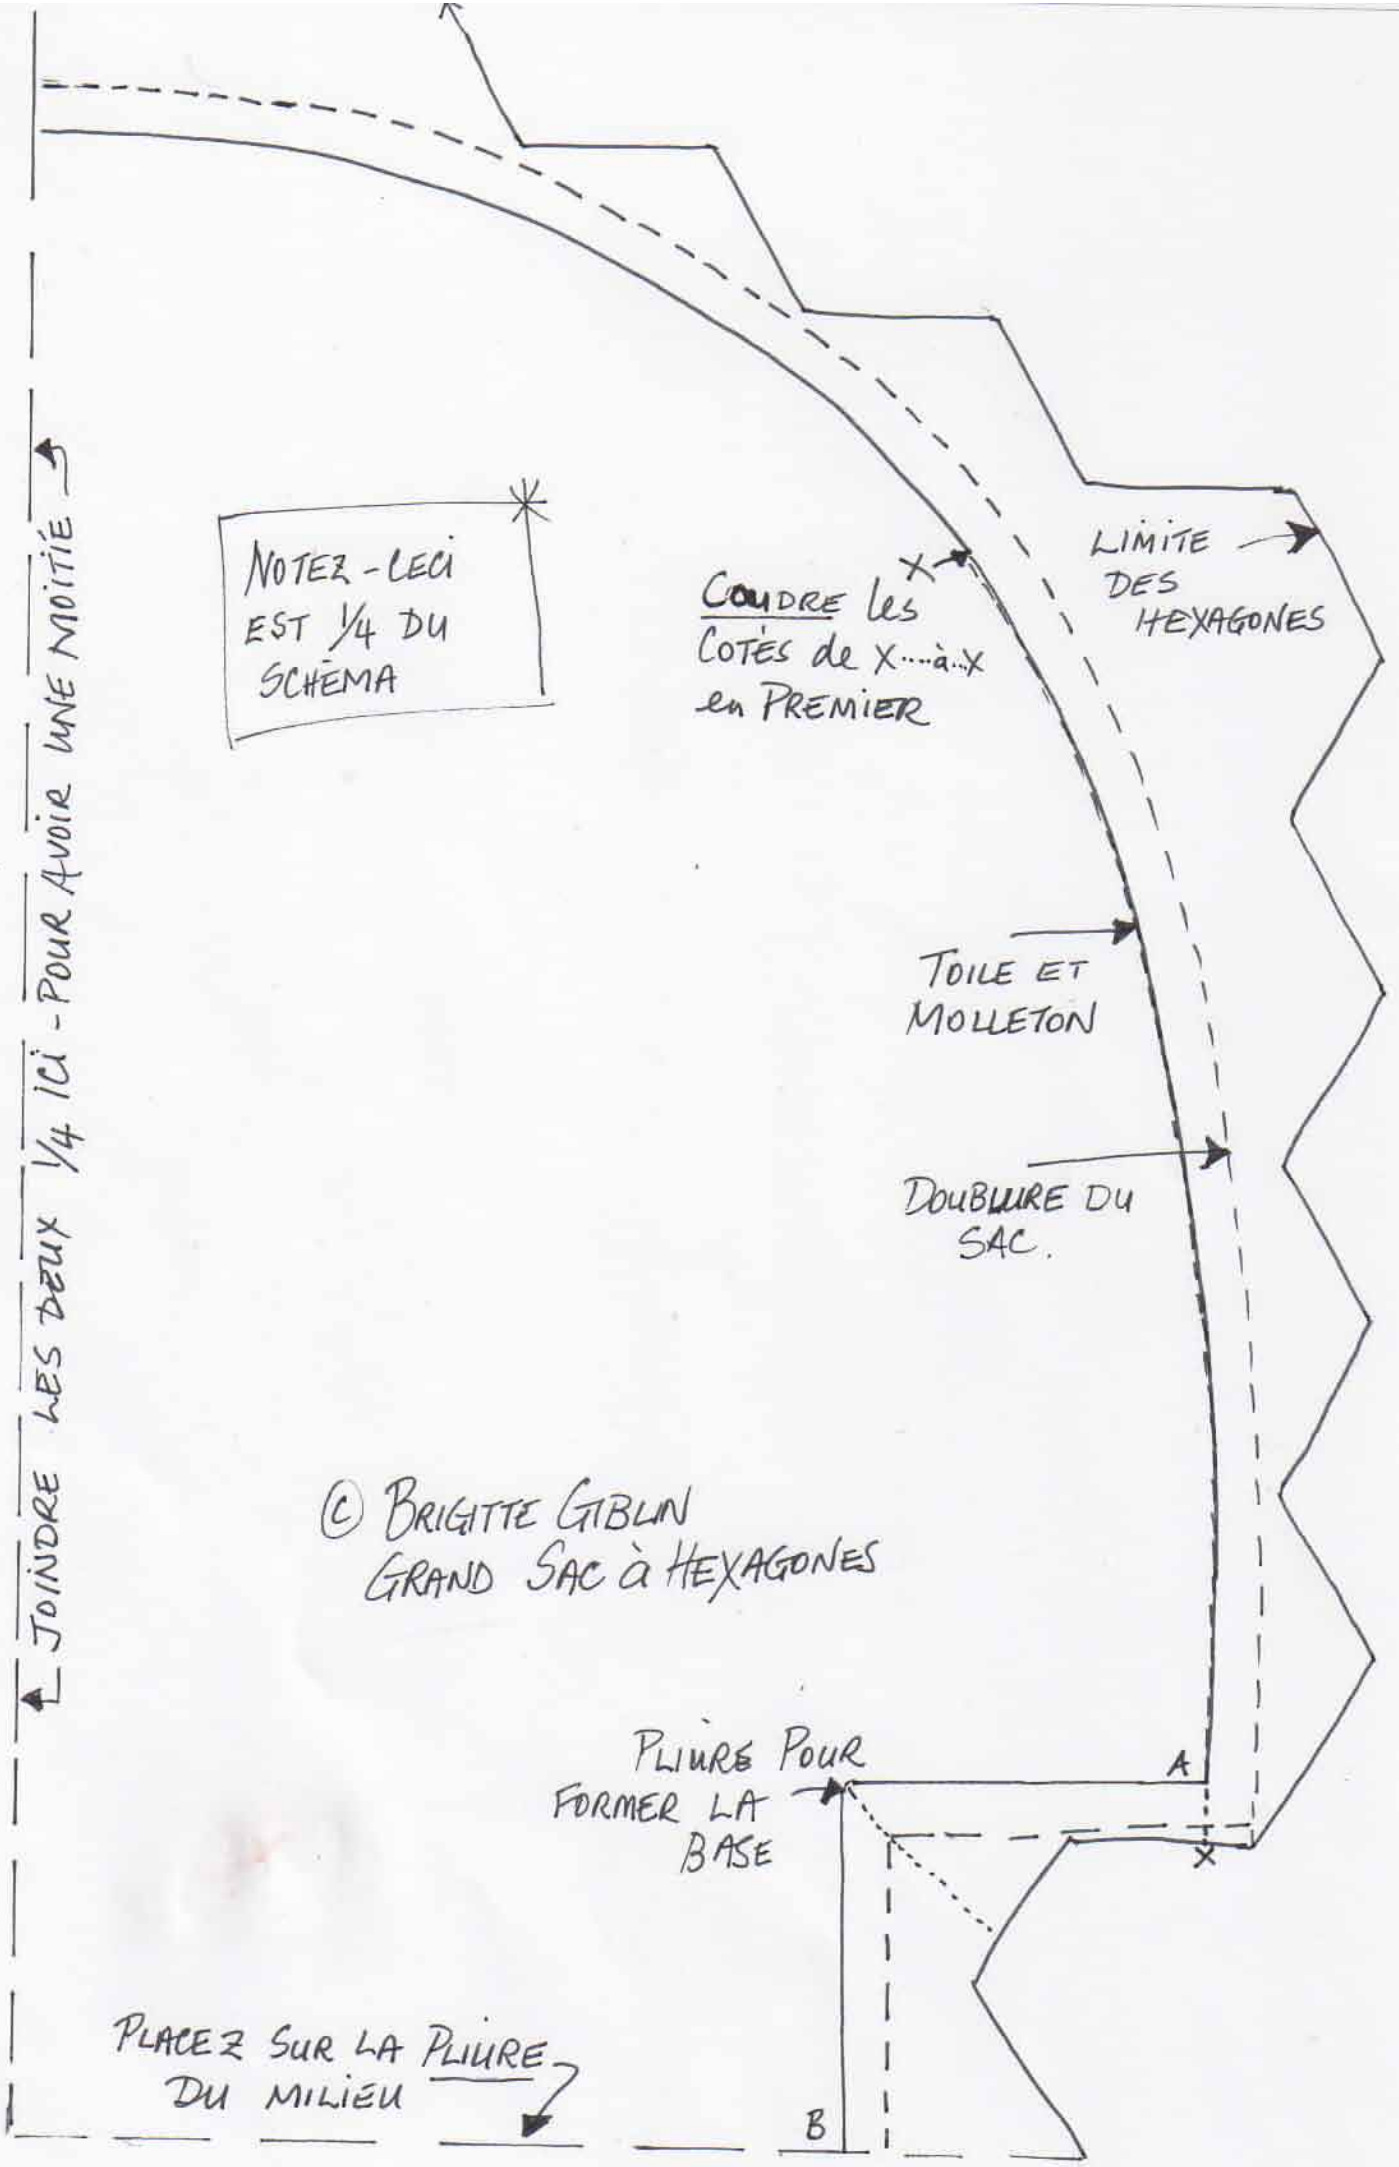 NOTEZ - CECI
EST 1/4 DU
SCHÉMA
LIMITE
DES
HEXAGONES
X
COUDRE les
COTÉS de X....à...X
en PREMIER
JOINDRE LES DEUX 1/4 ICI - POUR AVOIR UNE MOITIÉ
TOILE ET
MOLLETON
DOUBLURE DU
SAC.
© BRIGITTE GIBLIN
GRAND SAC à HEXAGONES
PLIURE POUR
FORMER LA
BASE
A
X
PLACEZ SUR LA PLIURE
DU MILIEU
B